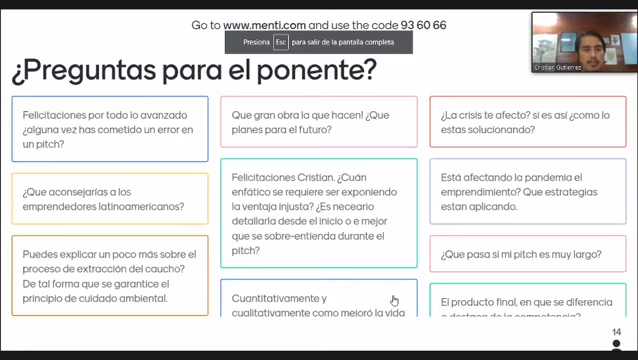 Go to www.menti.com and use the code 93 60 66
Presiona Esc para salir de la pantalla completa
Cristian Gutierrez
¿Preguntas para el ponente?
Felicitaciones por todo lo avanzado
¿alguna vez has cometido un error en
un pitch?
¿Que aconsejarías a los
emprendedores latinoamericanos?
Puedes explicar un poco más sobre el
proceso de extracción del caucho?
De tal forma que se garantice el
principio de cuidado ambiental.
Que gran obra la que hacen! ¿Que
planes para el futuro?
Felicitaciones Cristian. ¿Cuán
enfático se requiere ser exponiendo
la ventaja injusta? ¿Es neceario
detallarla desde el inicio o e mejor
que se sobre-entienda durante el
pitch?
Cuantitativamente y
cualitativamente como mejoró la vida
¿La crisis te afecto? si es así ¿como lo
estas solucionando?
Está afectando la pandemia el
emprendimiento? Que estrategias
estan aplicando.
¿Que pasa si mi pitch es muy largo?
El producto final, en que se diferencia
o destaca de la competencia?
14